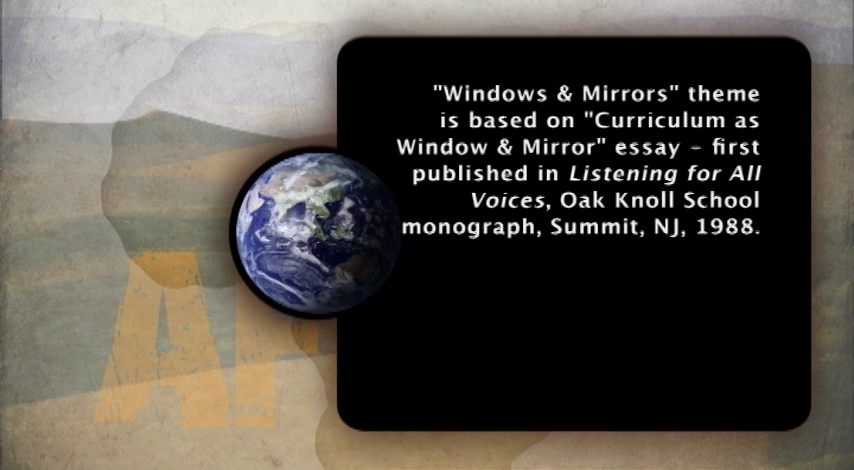 "Windows & Mirrors" theme
is based on "Curriculum as
Window & Mirror" essay – first
published in Listening for All
Voices, Oak Knoll School
monograph, Summit, NJ, 1988.